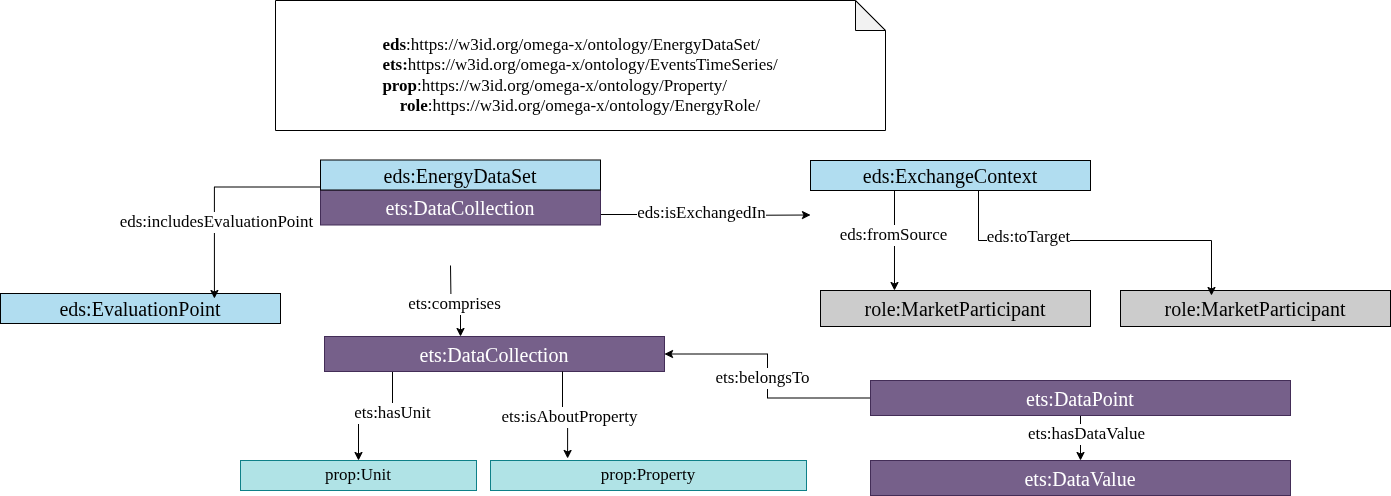 eds:https://w3id.org/omega-x/ontology/EnergyDataSet/
ets:https://w3id.org/omega-x/ontology/EventsTimeSeries/
prop:https://w3id.org/omega-x/ontology/Property/
role:https://w3id.org/omega-x/ontology/EnergyRole/
eds:EnergyDataSet
ets:DataCollection
eds:isExchangedIn
eds:ExchangeContext
eds:includesEvaluationPoint
eds:fromSource
eds:toTarget
eds:EvaluationPoint
ets:comprises
role:MarketParticipant
role:MarketParticipant
ets:DataCollection
ets:belongsTo
ets:DataPoint
ets:hasUnit
ets:isAboutProperty
ets:hasDataValue
prop:Unit
prop:Property
ets:DataValue